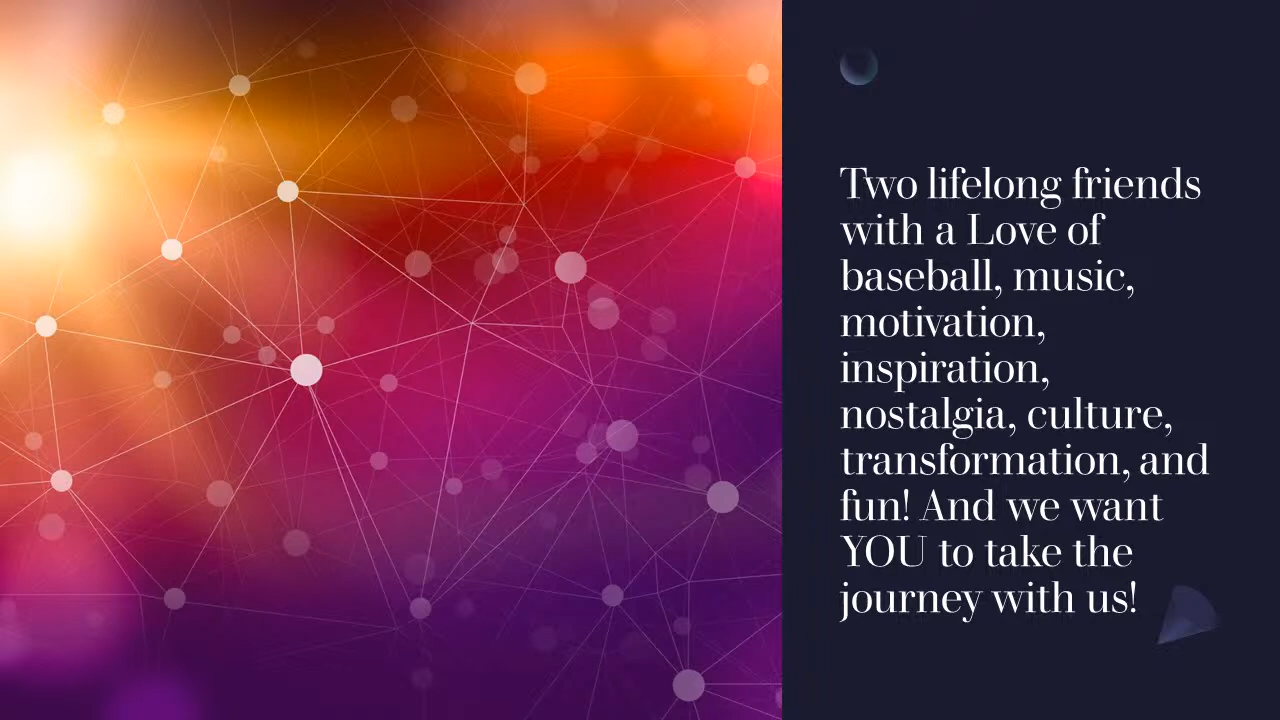 Two lifelong friends
with a Love of
baseball, music,
motivation,
inspiration,
nostalgia, culture,
transformation, and
fun! And we want
YOU to take the
journey with us!